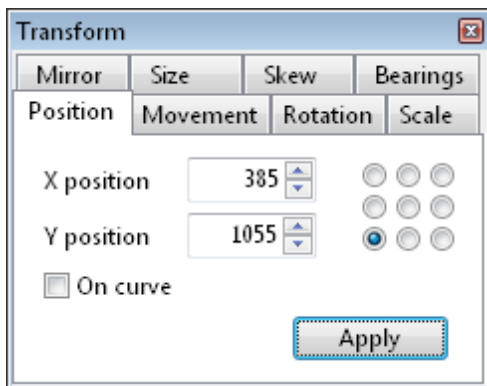 Transform
Mirror Size Skew Bearings
Position Movement Rotation Scale
X position 385
Y position 1055
On curve
Apply